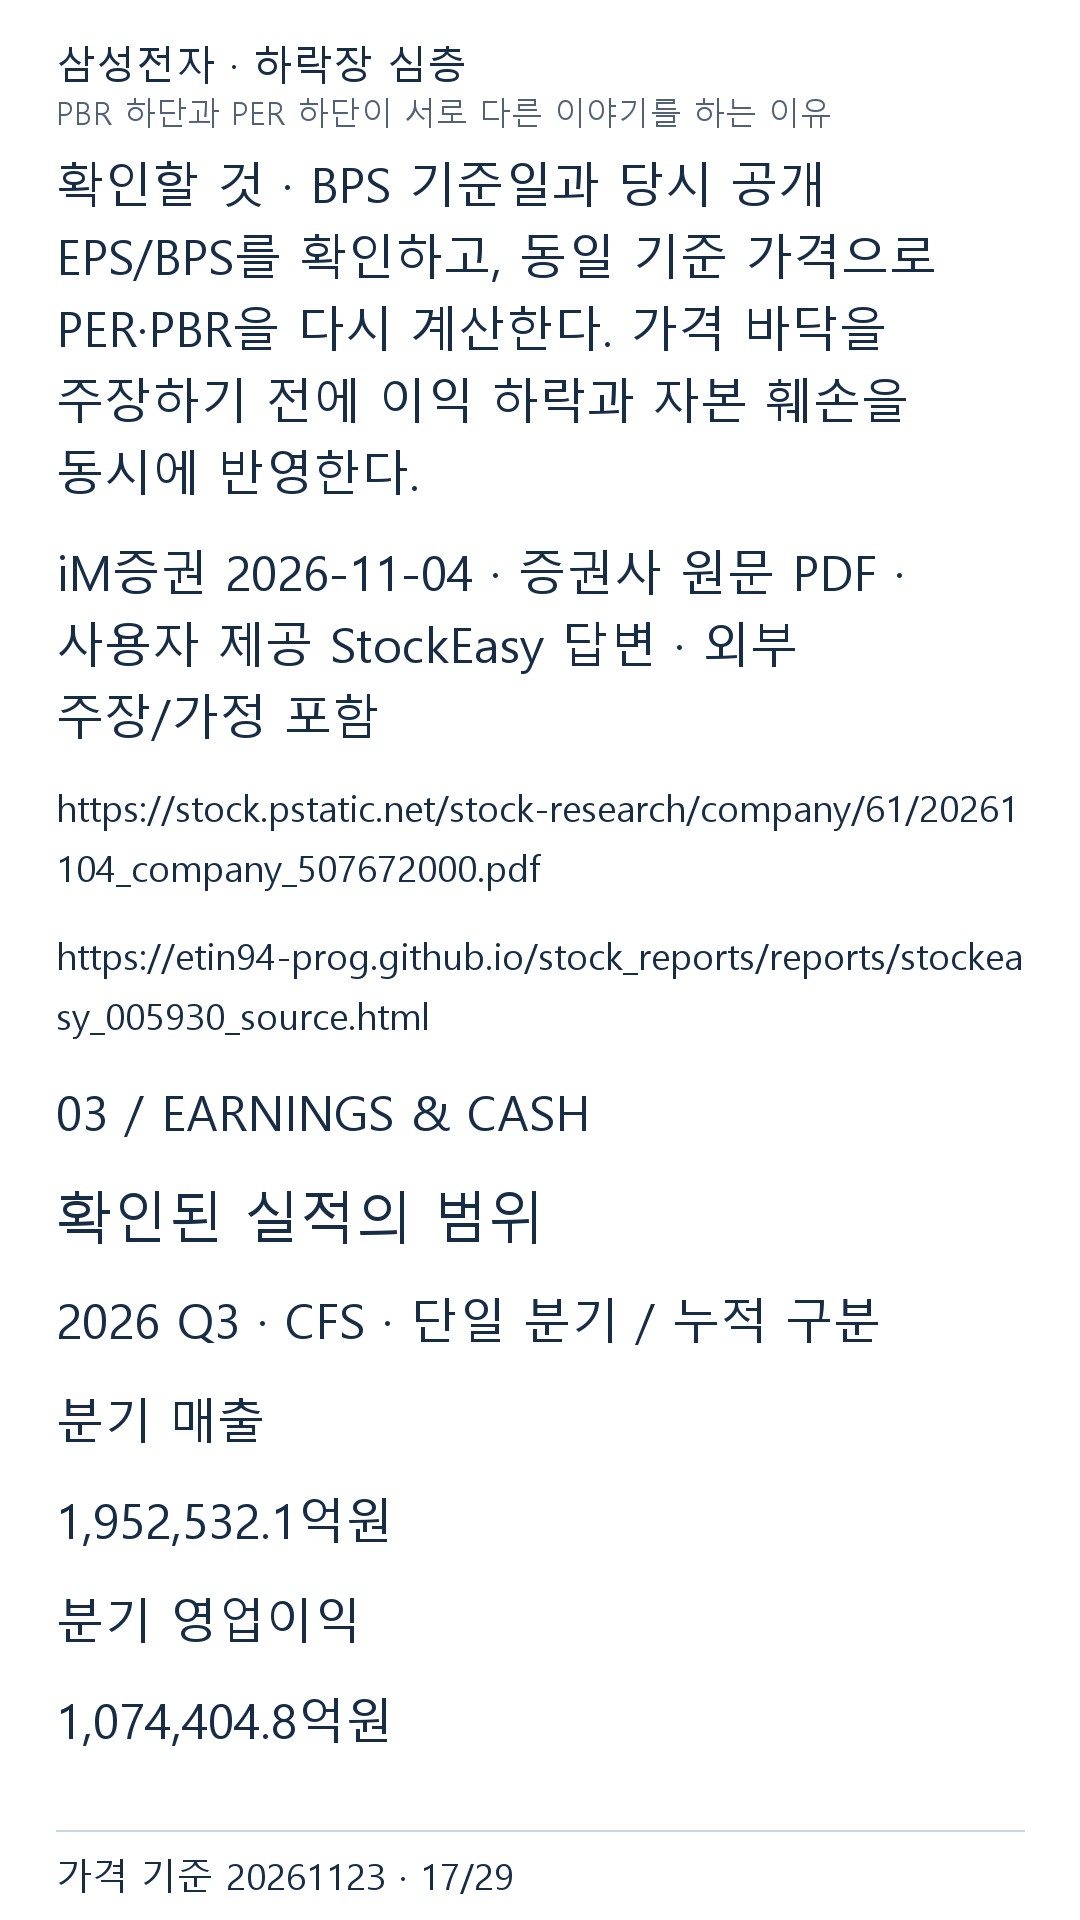 삼성전자 · 하락장 심층
PBR 하단과 PER 하단이 서로 다른 이야기를 하는 이유
확인할 것 · BPS 기준일과 당시 공개
EPS/BPS를 확인하고, 동일 기준 가격으로
PER·PBR을 다시 계산한다. 가격 바닥을
주장하기 전에 이익 하락과 자본 훼손을
동시에 반영한다.
iM증권 2026-11-04 · 증권사 원문 PDF ·
사용자 제공 StockEasy 답변 · 외부
주장/가정 포함
https://stock.pstatic.net/stock-research/company/61/20261
104_company_507672000.pdf
https://etin94-prog.github.io/stock_reports/reports/stockea
sy_005930_source.html
03 / EARNINGS & CASH
확인된 실적의 범위
2026 Q3 · CFS · 단일 분기 / 누적 구분
분기 매출
1,952,532.1억원
분기 영업이익
1,074,404.8억원
가격 기준 20261123 · 17/29